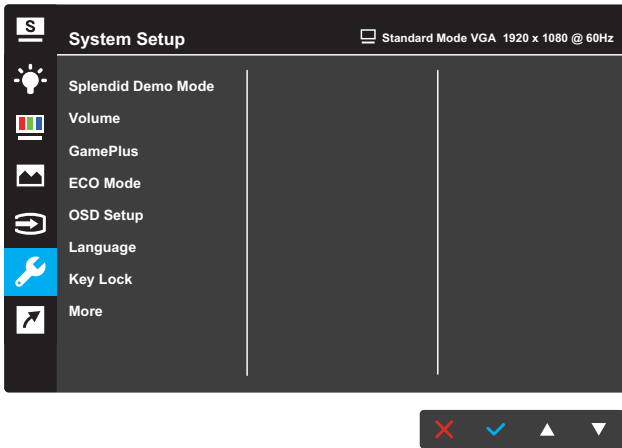 S
System Setup
Standard Mode VGA 1920 x 1080 @ 60Hz
Splendid Demo Mode
Volume
GamePlus
ECO Mode
OSD Setup
Language
Key Lock
More